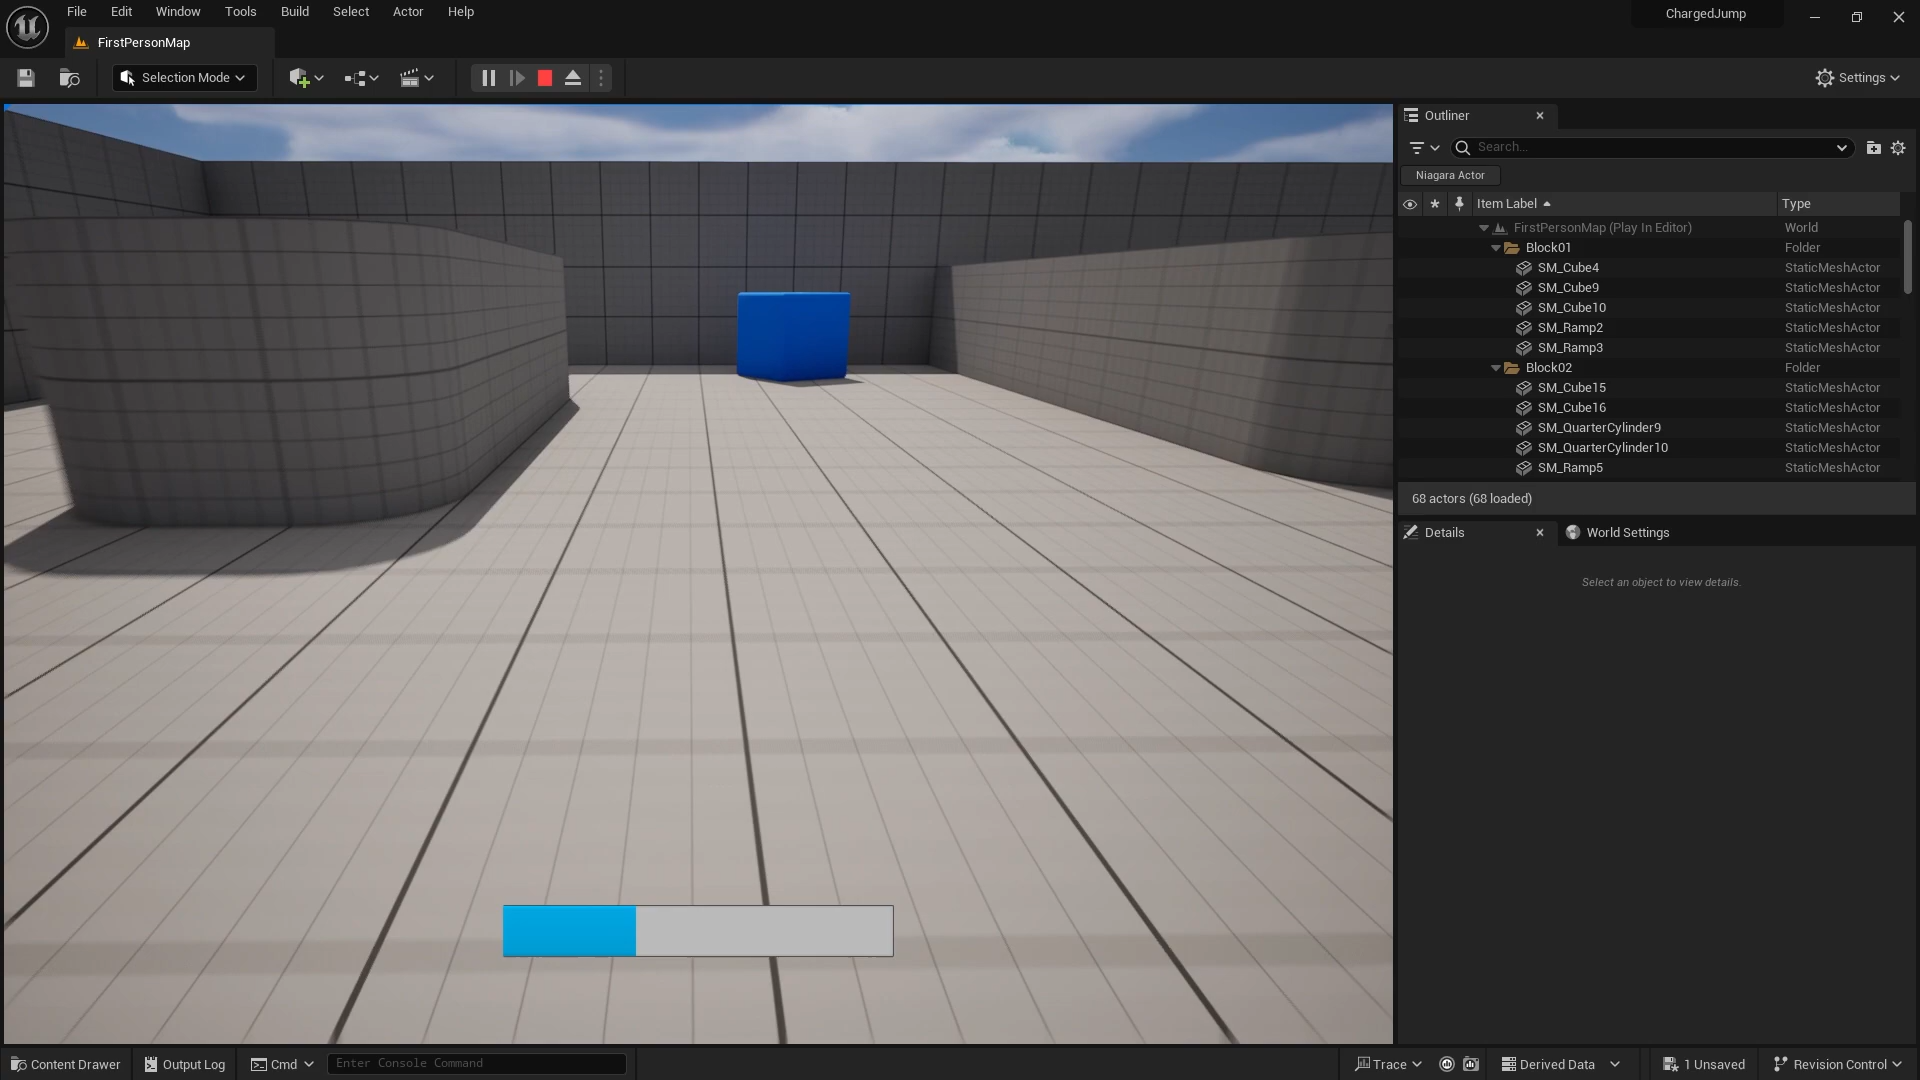 File Edit Window Tools Build Select Actor Help
ChargedJump
FirstPersonMap
Selection Mode
Settings
Outliner
Search...
Niagara Actor
Item Label Type
FirstPersonMap (Play In Editor) World
Block01 Folder
SM_Cube4 StaticMeshActor
SM_Cube9 StaticMeshActor
SM_Cube10 StaticMeshActor
SM_Ramp2 StaticMeshActor
SM_Ramp3 StaticMeshActor
Block02 Folder
SM_Cube15 StaticMeshActor
SM_Cube16 StaticMeshActor
SM_QuarterCylinder9 StaticMeshActor
SM_QuarterCylinder10 StaticMeshActor
SM_Ramp5 StaticMeshActor
68 actors (68 loaded)
Details World Settings
Select an object to view details.
Content Drawer Output Log Cmd Enter Console Command Trace Derived Data 1 Unsaved Revision Control